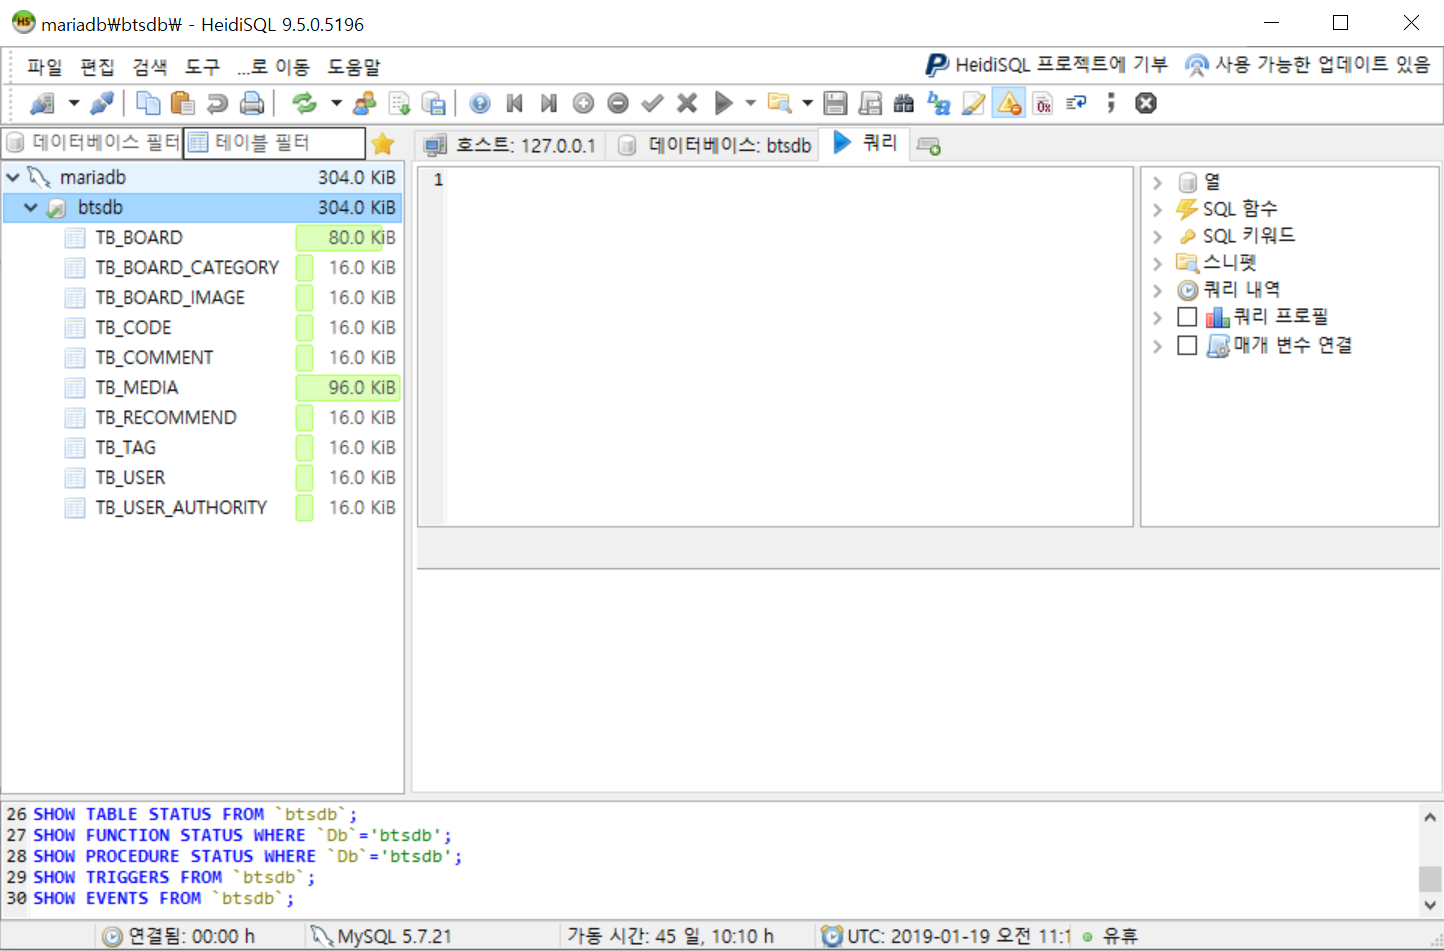 mariadb₩btsdb₩ - HeidiSQL 9.5.0.5196
파일 편집 검색 도구 ...로 이동 도움말
HeidiSQL 프로젝트에 기부 사용 가능한 업데이트 있음
데이터베이스 필터 테이블 필터
호스트: 127.0.0.1 데이터베이스: btsdb 쿼리
mariadb 304.0 KiB
btsdb 304.0 KiB
TB_BOARD 80.0 KiB
TB_BOARD_CATEGORY 16.0 KiB
TB_BOARD_IMAGE 16.0 KiB
TB_CODE 16.0 KiB
TB_COMMENT 16.0 KiB
TB_MEDIA 96.0 KiB
TB_RECOMMEND 16.0 KiB
TB_TAG 16.0 KiB
TB_USER 16.0 KiB
TB_USER_AUTHORITY 16.0 KiB
1
열
SQL 함수
SQL 키워드
스니펫
쿼리 내역
쿼리 프로필
매개 변수 연결
26 SHOW TABLE STATUS FROM `btsdb`;
27 SHOW FUNCTION STATUS WHERE `Db`='btsdb';
28 SHOW PROCEDURE STATUS WHERE `Db`='btsdb';
29 SHOW TRIGGERS FROM `btsdb`;
30 SHOW EVENTS FROM `btsdb`;
연결됨: 00:00 h MySQL 5.7.21 가동 시간: 45 일, 10:10 h UTC: 2019-01-19 오전 11:1 유휴